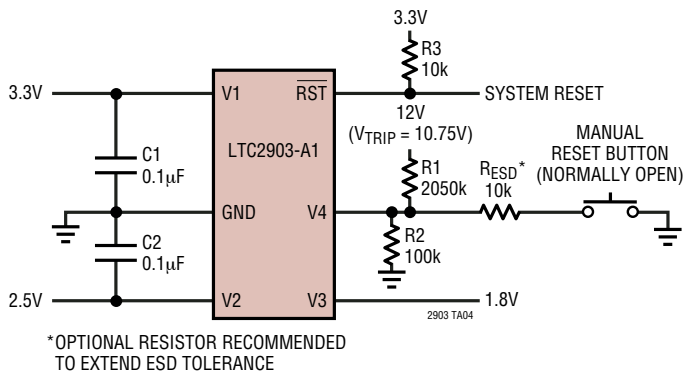 3.3V
R3
10k
3.3V
V1
RST
SYSTEM RESET
12V
(VTRIP = 10.75V)
LTC2903-A1
MANUAL
RESET BUTTON
(NORMALLY OPEN)
C1
0.1µF
R1
2050k
RESD*
10k
GND
V4
R2
100k
C2
0.1µF
2.5V
V2
V3
1.8V
2903 TA04
*OPTIONAL RESISTOR RECOMMENDED
TO EXTEND ESD TOLERANCE